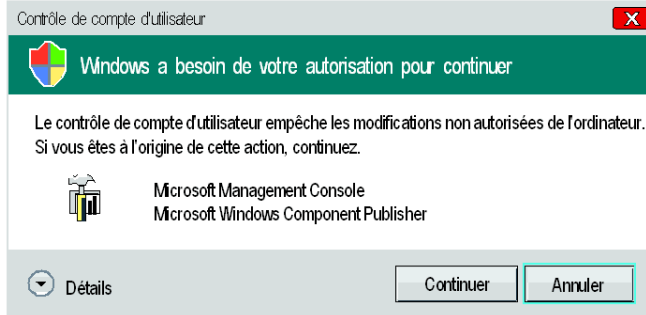 Contrôle de compte d'utilisateur
X
Windows a besoin de votre autorisation pour continuer
Le contrôle de compte d'utilisateur empêche les modifications non autorisées de l'ordinateur.
Si vous êtes à l'origine de cette action, continuez.
Microsoft Management Console
Microsoft Windows Component Publisher
Détails
Continuer
Annuler